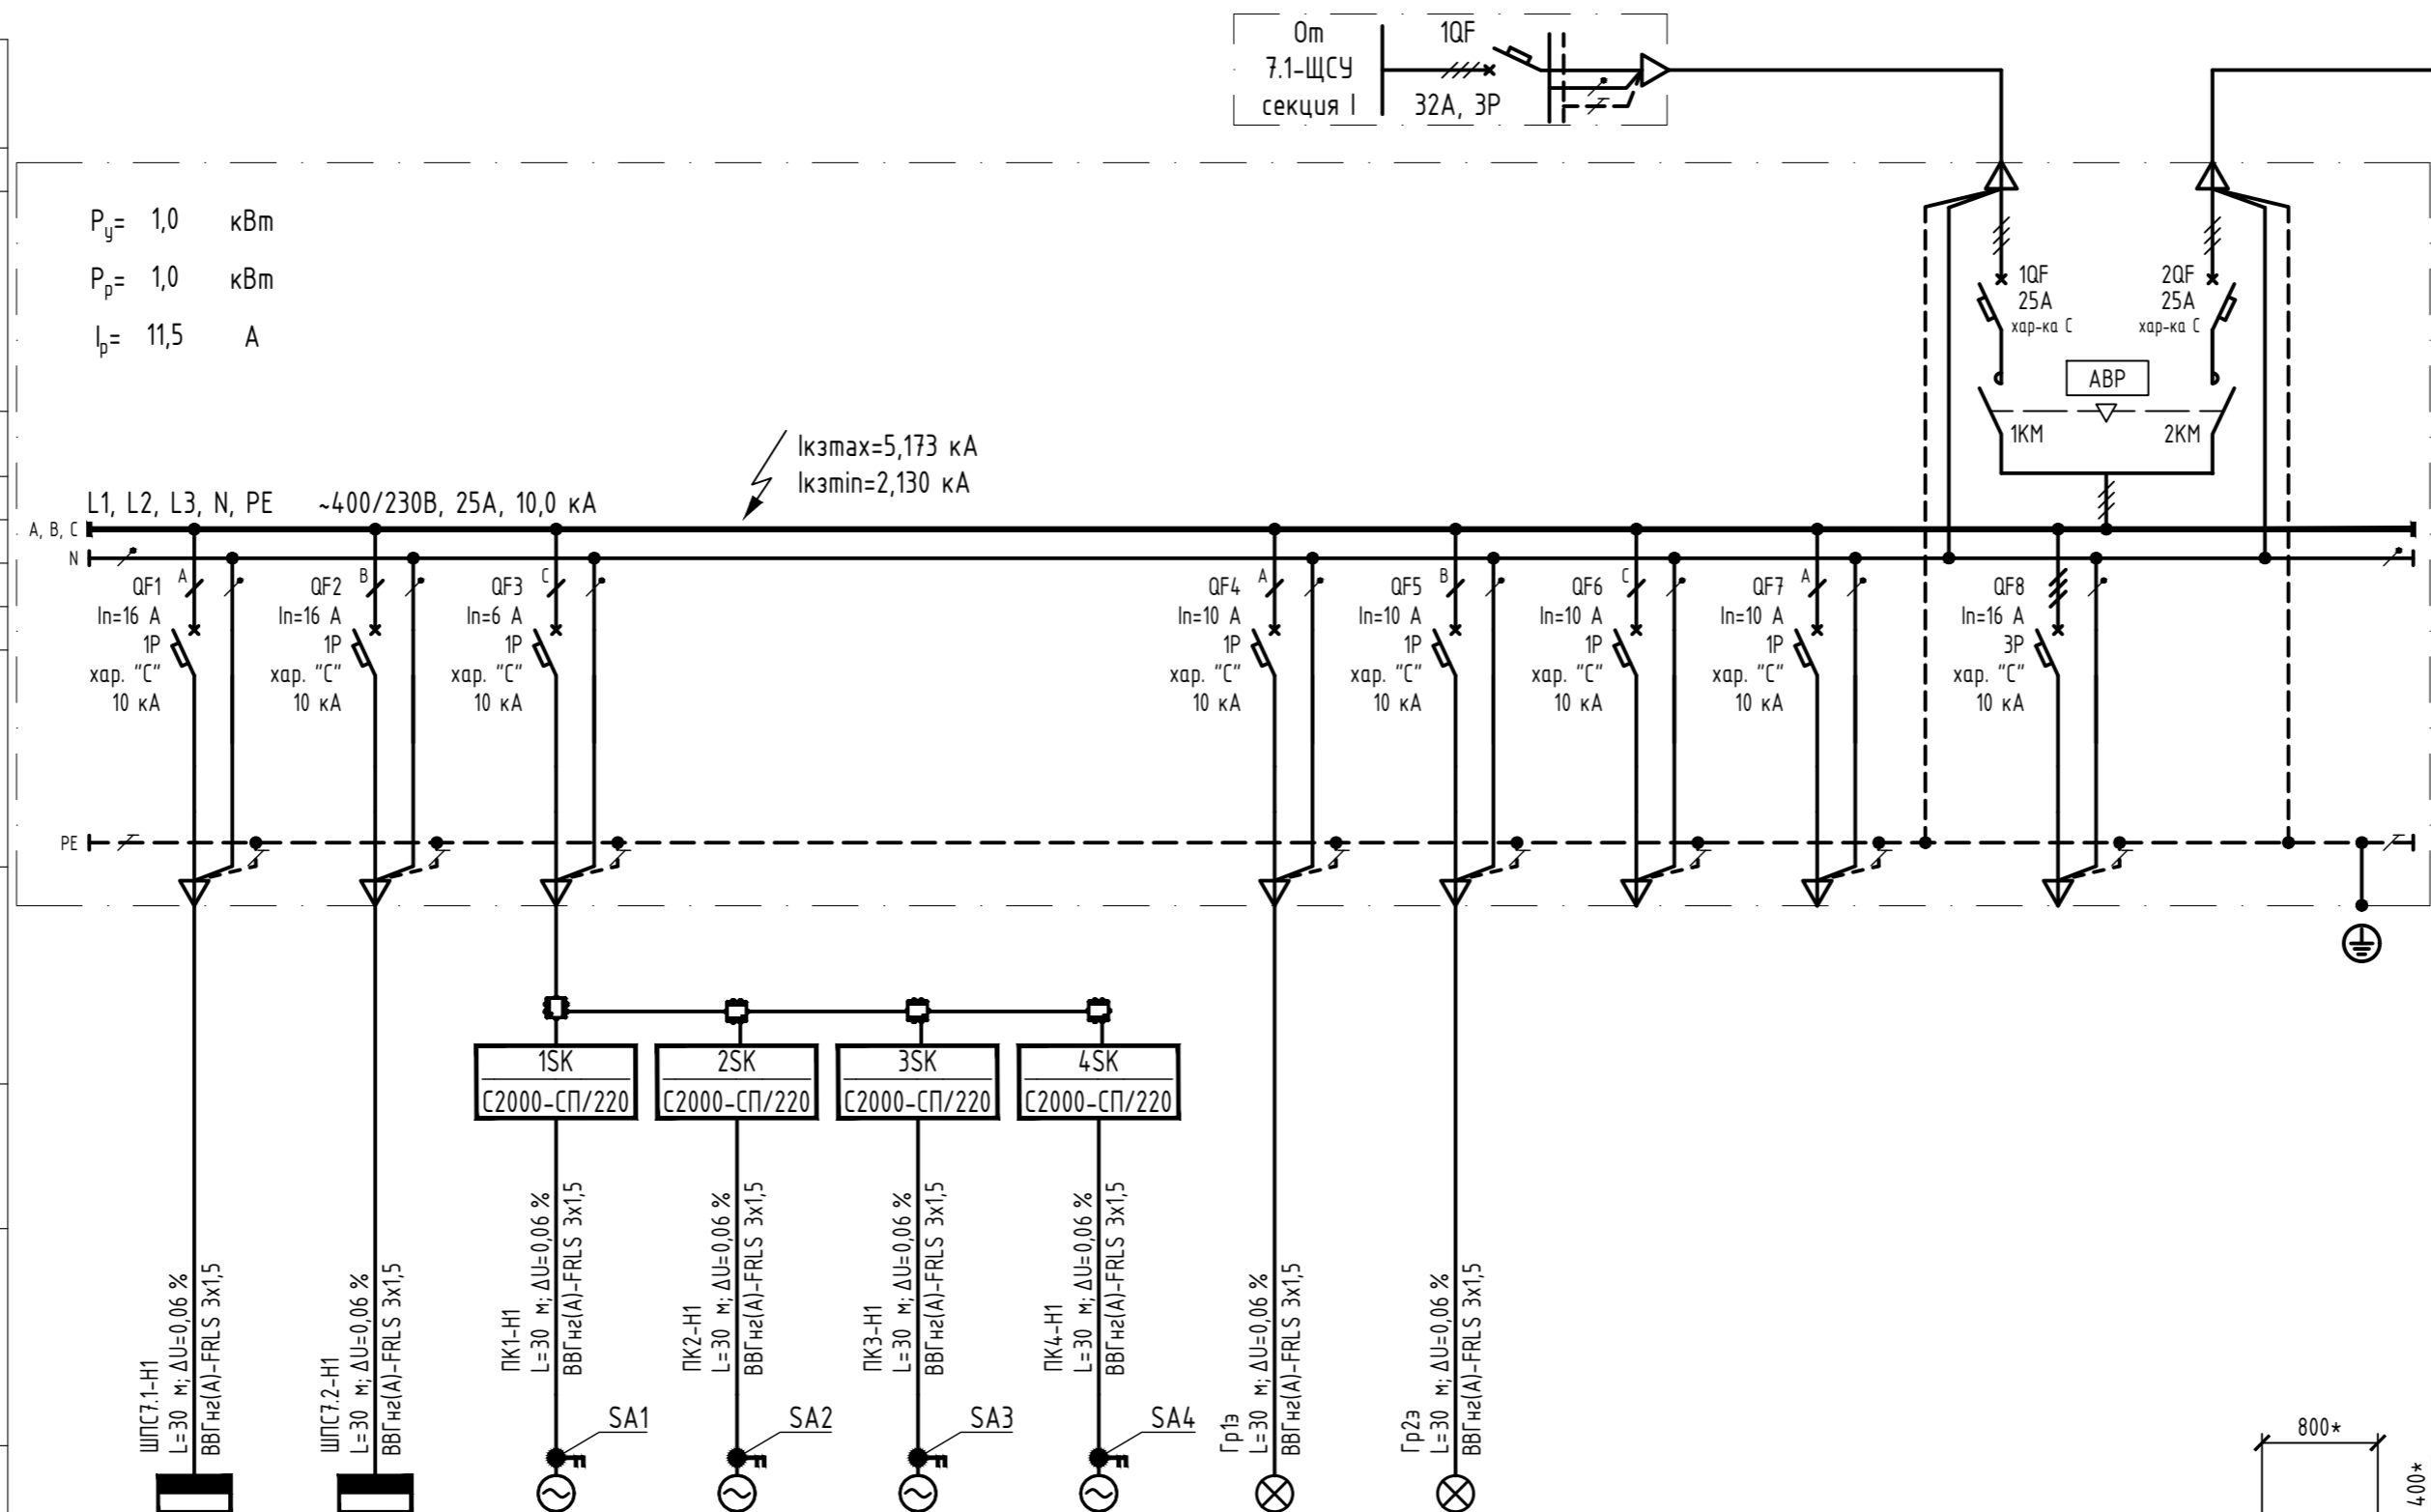 От
7.1-ЩСУ
секция I
1QF
32А, 3Р
Pу= 1,0 кВт
Pр= 1,0 кВт
Iр= 11,5 А
1QF
25А
хар-ка С
2QF
25А
хар-ка С
АВР
1КМ
2КМ
Iкзmax=5,173 кА
Iкзmin=2,130 кА
L1, L2, L3, N, PE ~400/230В, 25А, 10,0 кА
А, В, С
N
A
B
C
A
B
C
A
QF1
In=16 А
1Р
хар. "С"
10 кА
QF2
In=16 А
1Р
хар. "С"
10 кА
QF3
In=6 А
1Р
хар. "С"
10 кА
QF4
In=10 А
1Р
хар. "С"
10 кА
QF5
In=10 А
1Р
хар. "С"
10 кА
QF6
In=10 А
1Р
хар. "С"
10 кА
QF7
In=10 А
1Р
хар. "С"
10 кА
QF8
In=16 А
3Р
хар. "С"
10 кА
PE
1SK
С2000-СП/220
2SK
С2000-СП/220
3SK
С2000-СП/220
4SK
С2000-СП/220
ШПС7.1-Н1
L=30 м; ΔU=0,06 %
ВВГнг(А)-FRLS 3х1,5
ШПС7.2-Н1
L=30 м; ΔU=0,06 %
ВВГнг(А)-FRLS 3х1,5
ПК1-Н1
L=30 м; ΔU=0,06 %
ВВГнг(А)-FRLS 3х1,5
ПК2-Н1
L=30 м; ΔU=0,06 %
ВВГнг(А)-FRLS 3х1,5
ПК3-Н1
L=30 м; ΔU=0,06 %
ВВГнг(А)-FRLS 3х1,5
ПК4-Н1
L=30 м; ΔU=0,06 %
ВВГнг(А)-FRLS 3х1,5
Гр1э
L=30 м; ΔU=0,06 %
ВВГнг(А)-FRLS 3х1,5
Гр2э
L=30 м; ΔU=0,06 %
ВВГнг(А)-FRLS 3х1,5
SA1
SA2
SA3
SA4
800*
400*